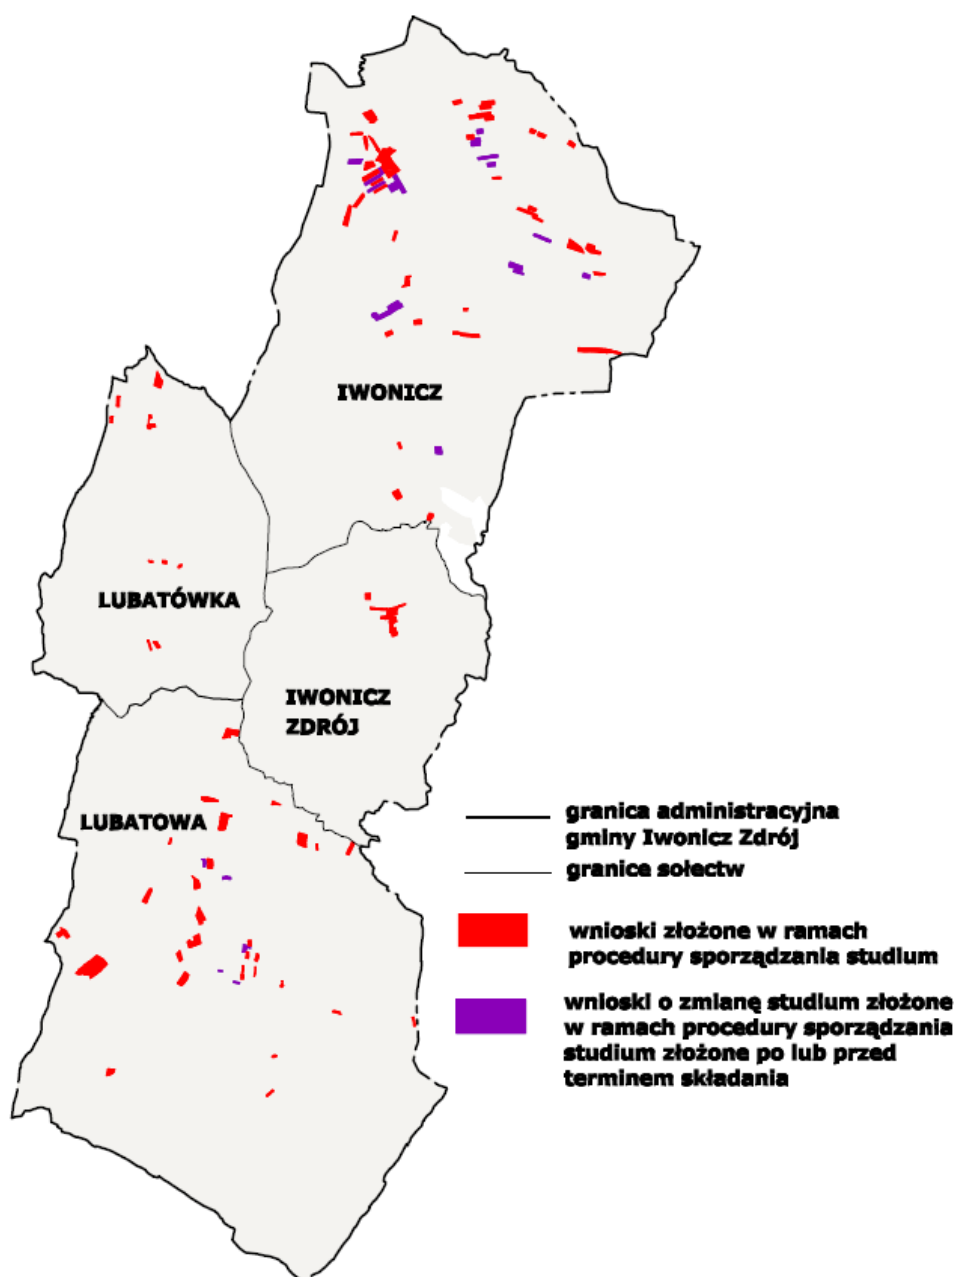 IWONICZ
LUBATÓWKA
IWONICZ
ZDRÓJ
LUBATOWA
granica administracyjna
gminy Iwonicz Zdrój
granice sołectw
wnioski złożone w ramach
procedury sporządzania studium
wnioski o zmianę studium złożone
w ramach procedury sporządzania
studium złożone po lub przed
terminem składania